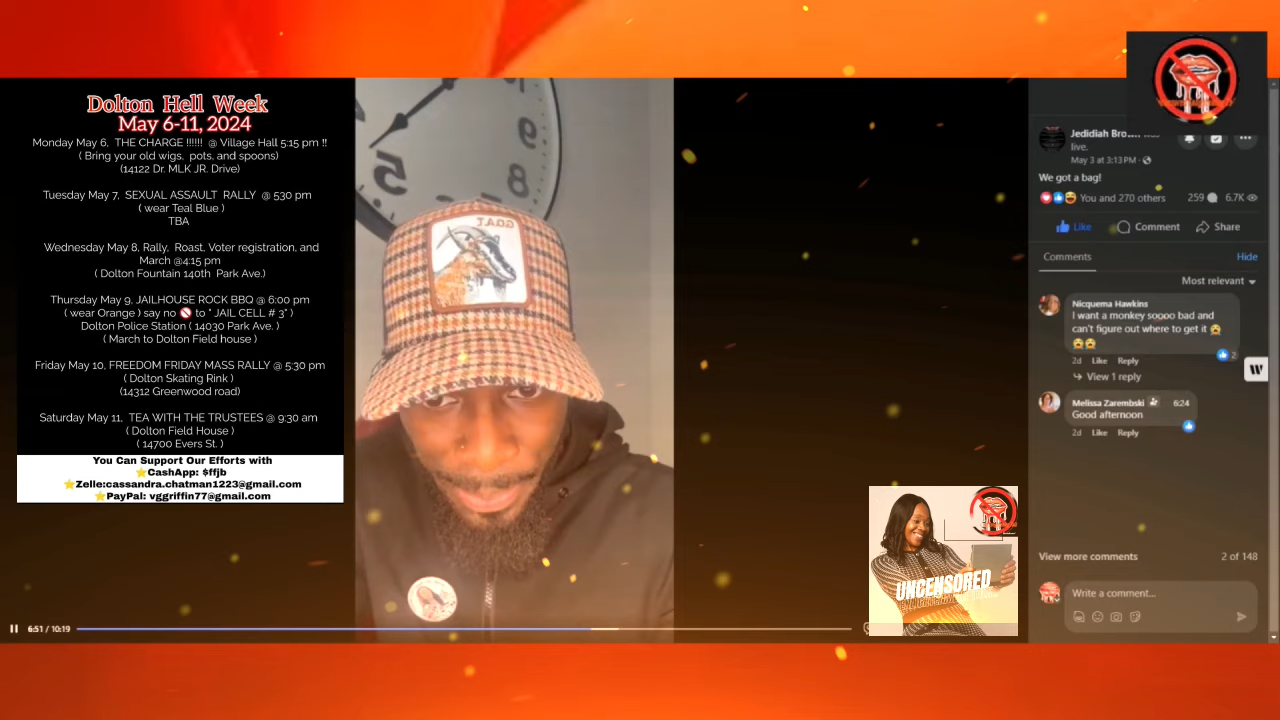 Dolton Hell Week
May 6-11, 2024
Monday May 6, THE CHARGE !!!!!! @ Village Hall 5:15 pm !!
( Bring your old wigs, pots, and spoons)
(14122 Dr. MLK JR. Drive)
Tuesday May 7, SEXUAL ASSAULT RALLY @ 530 pm
( wear Teal Blue )
TBA
Wednesday May 8, Rally, Roast, Voter registration, and
March @4:15 pm
( Dolton Fountain 140th Park Ave.)
Thursday May 9, JAILHOUSE ROCK BBQ @ 6:00 pm
( wear Orange ) say no 🚫 to " JAIL CELL # 3" )
Dolton Police Station ( 14030 Park Ave. )
( March to Dolton Field house )
Friday May 10, FREEDOM FRIDAY MASS RALLY @ 5:30 pm
( Dolton Skating Rink )
(14312 Greenwood road)
Saturday May 11, TEA WITH THE TRUSTEES @ 9:30 am
( Dolton Field House )
( 14700 Evers St. )
You Can Support Our Efforts with
⭐CashApp: $ffjb
⭐Zelle:cassandra.chatman1223@gmail.com
⭐PayPal: vggriffin77@gmail.com
5
8
9
GOAT
6:51 / 10:19
UNCENSORED
Jedidiah Brown was
live.
May 3 at 3:13 PM ·
We got a bag!
You and 270 others 259 6.7K
Like Comment Share
Comments Hide
Most relevant
Nicquema Hawkins
I want a monkey soooo bad and
can't figure out where to get it 😩
😩😩
2
2d Like Reply
View 1 reply
W
Melissa Zarembski 6:24
Good afternoon
2d Like Reply
View more comments 2 of 148
Write a comment...